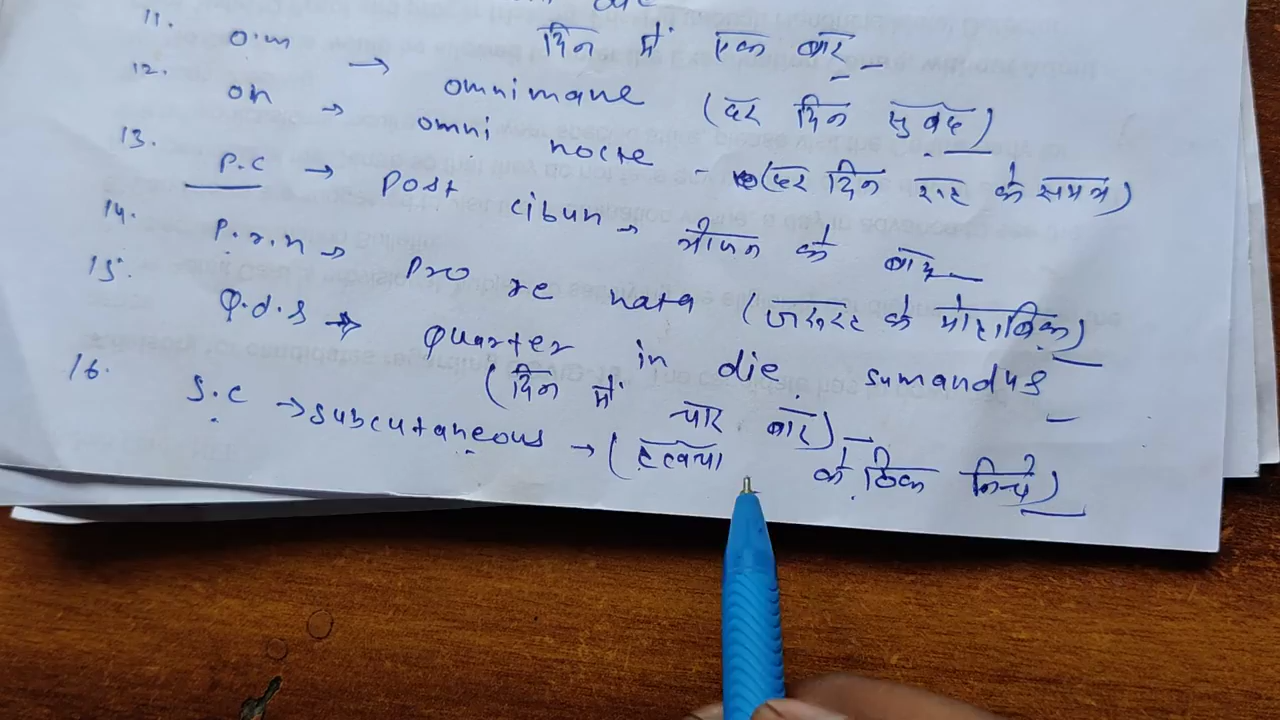 दिन में एक बार
11. o.m → omnimane (हर दिन सुबह)
12. on → omni nocte - (हर दिन रात के समय)
13. P.C → Post cibun → भोजन के बाद
14. P.r.n → Pro re nata (जरूरत के मोताबिक)
15. Q.d.s → quarter in die sumandus
(दिन में चार बार)
16. S.C → subcutaneous → (त्वचा के ठिक निचे)